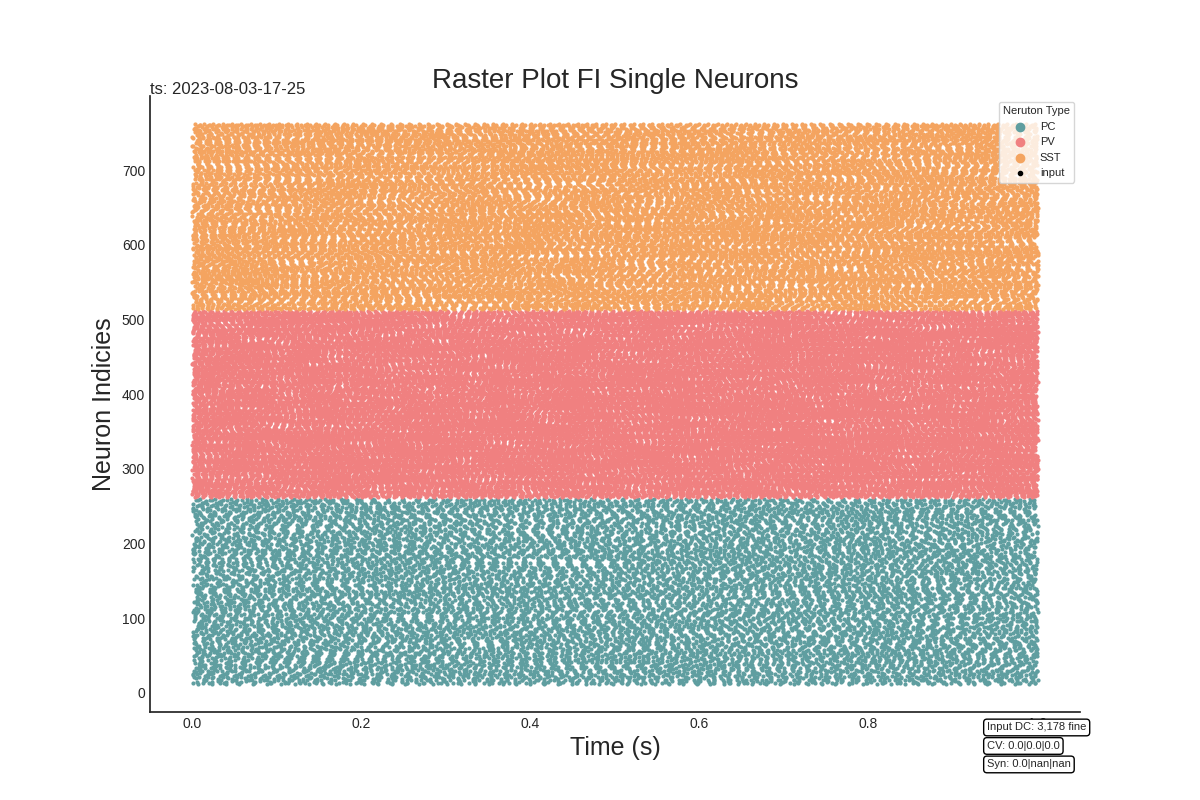 Raster Plot FI Single Neurons
ts: 2023-08-03-17-25
Neruton Type
PC
PV
SST
input
700
600
500
400
300
200
100
0
Neuron Indicies
0.0 0.2 0.4 0.6 0.8
Time (s)
Input DC: 3,178 fine
CV: 0.0|0.0|0.0
Syn: 0.0|nan|nan